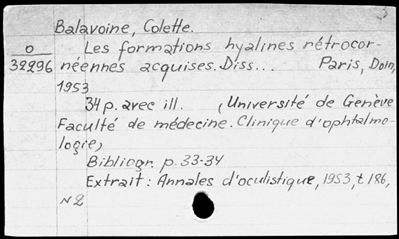 Balavoine, Colette.
O Les formations hyalines rétrocor-
32296 néennes acquises. Diss... Paris, Doin,
1953
34 p. avec ill. (Université de Genève
Faculté de médecine. Clinique d'ophtalmo-
logie)
Bibliogr. p. 33-34
Extrait: Annales d'oculistique, 1953, t 186,
N 2